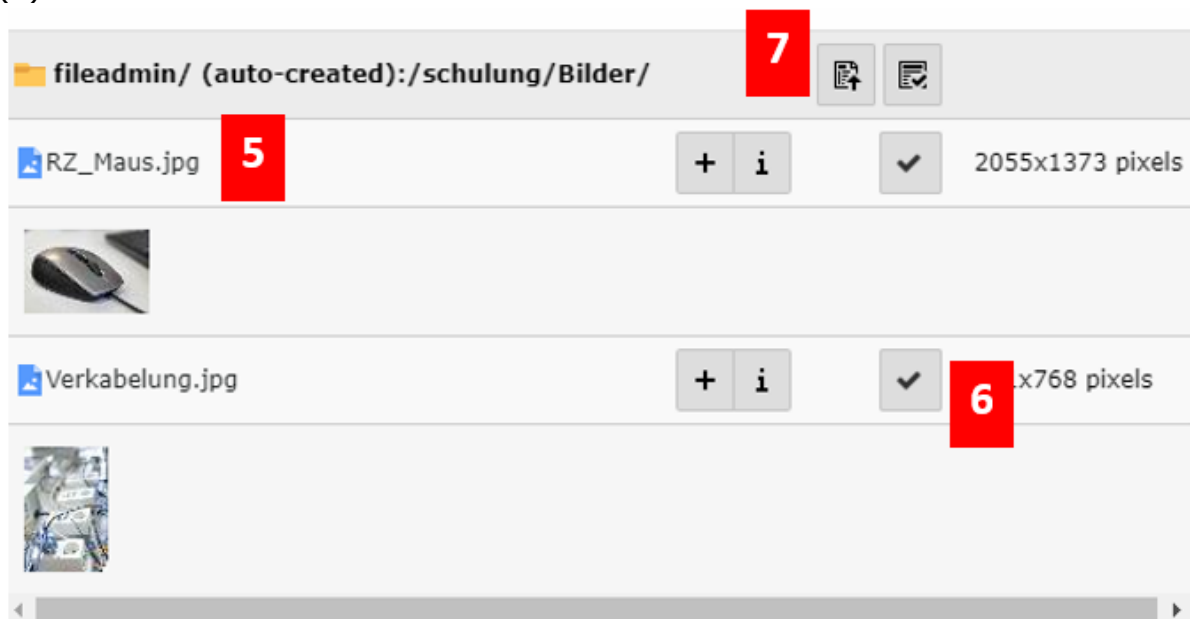 7
fileadmin/ (auto-created):/schulung/Bilder/
RZ_Maus.jpg 5 + i 2055x1373 pixels
Verkabelung.jpg + i 6 x768 pixels